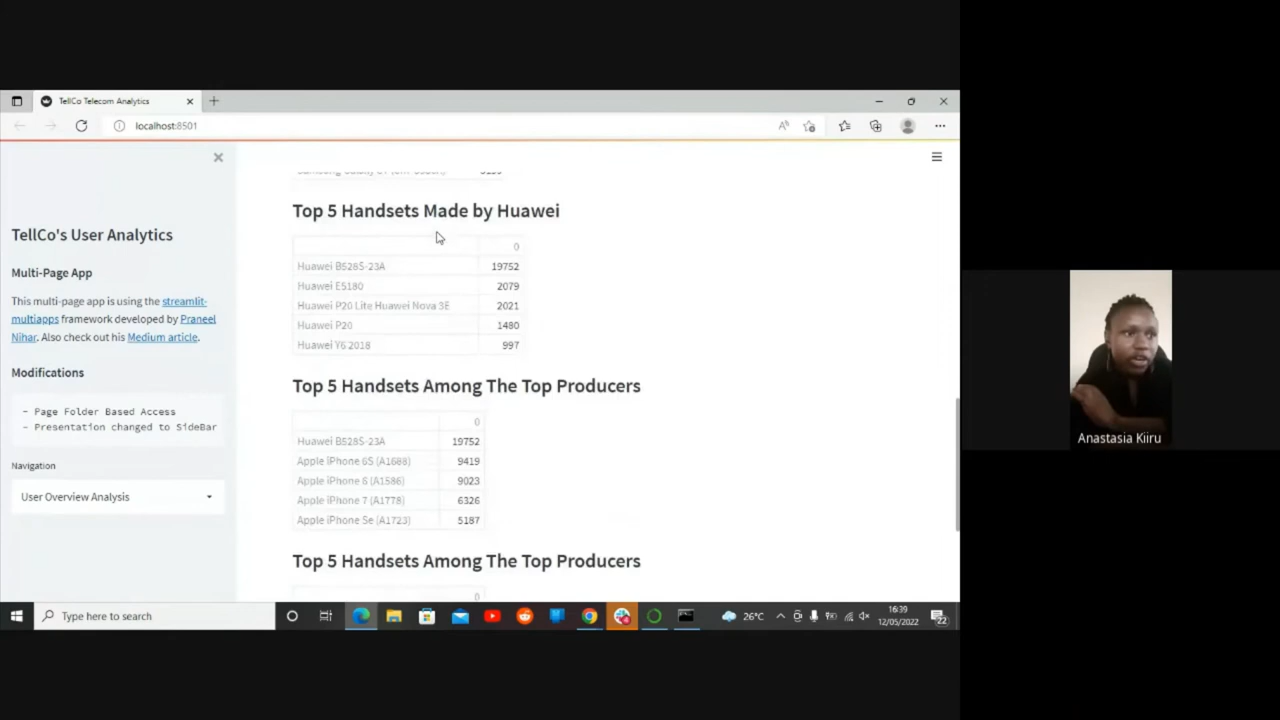 TellCo Telecom Analytics
localhost:8501
TellCo's User Analytics
Multi-Page App
This multi-page app is using the streamlit-
multiapps framework developed by Praneel
Nihar. Also check out his Medium article.
Modifications
- Page Folder Based Access
- Presentation changed to SideBar
Navigation
User Overview Analysis
Top 5 Handsets Made by Huawei
0
Huawei B528S-23A 19752
Huawei E5180 2079
Huawei P20 Lite Huawei Nova 3E 2021
Huawei P20 1480
Huawei Y6 2018 997
Top 5 Handsets Among The Top Producers
0
Huawei B528S-23A 19752
Apple iPhone 6S (A1688) 9419
Apple iPhone 6 (A1586) 9023
Apple iPhone 7 (A1778) 6326
Apple iPhone Se (A1723) 5187
Top 5 Handsets Among The Top Producers
0
Type here to search
26°C
16:39
12/05/2022
22
Anastasia Kiiru